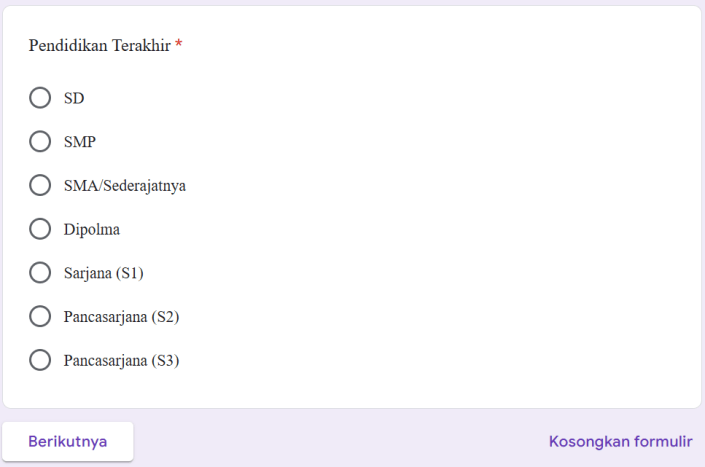 Pendidikan Terakhir *
SD
SMP
SMA/Sederajatnya
Dipolma
Sarjana (S1)
Pancasarjana (S2)
Pancasarjana (S3)
Berikutnya
Kosongkan formulir